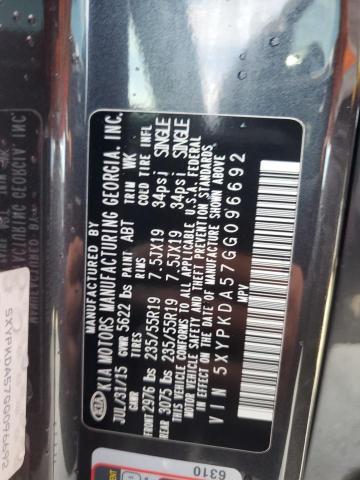 MANUFACTURED BY
KIA MOTORS MANUFACTURING GEORGIA, INC.
JUL/31/15 GVWR 5622 lbs PAINT ABT TRIM WK
GAWR TIRES RIMS COLD TIRE INFL
FRONT 2976 lbs 235/55R19 7.5JX19 34psi SINGLE
REAR 3075 lbs 235/55R19 7.5JX19 34psi SINGLE
THIS VEHICLE CONFORMS TO ALL APPLICABLE U.S.A. FEDERAL
MOTOR VEHICLE SAFETY AND THEFT PREVENTION STANDARDS
IN EFFECT ON THE DATE OF MANUFACTURE SHOWN ABOVE.
VIN 5XYPKDA57GG096692
MPV
KIA
6310
5XYPKDA57GG096692